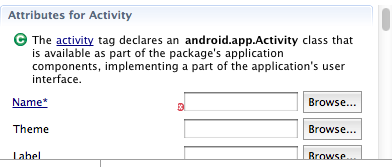 Attributes for Activity
C The activity tag declares an android.app.Activity class that
is available as part of the package's application
components, implementing a part of the application's user
interface.
Name* Browse...
Theme Browse...
Label Browse...